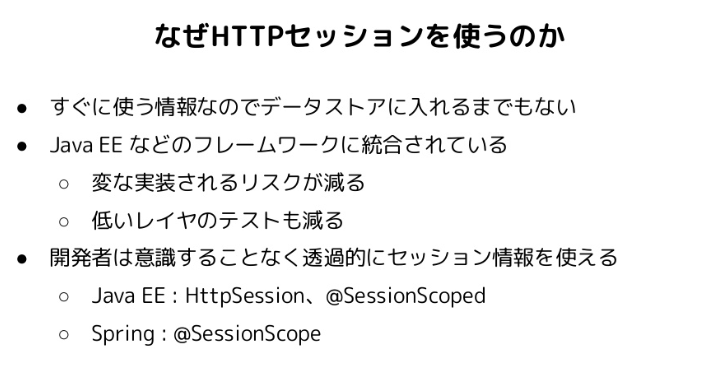 なぜHTTPセッションを使うのか
● すぐに使う情報なのでデータストアに入れるまでもない
● Java EE などのフレームワークに統合されている
○ 変な実装されるリスクが減る
○ 低いレイヤのテストも減る
● 開発者は意識することなく透過的にセッション情報を使える
○ Java EE : HttpSession、@SessionScoped
○ Spring : @SessionScope